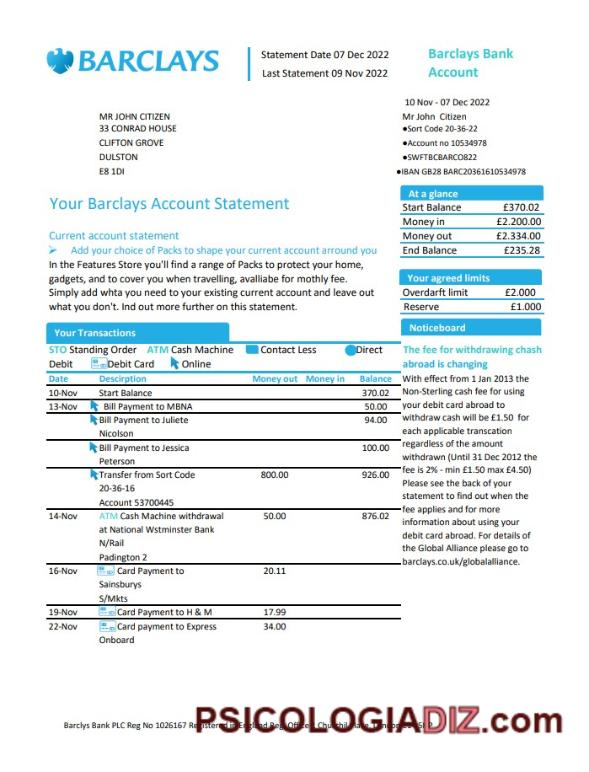 BARCLAYS
Statement Date 07 Dec 2022
Last Statement 09 Nov 2022
Barclays Bank
Account
10 Nov - 07 Dec 2022
MR JOHN CITIZEN
33 CONRAD HOUSE
CLIFTON GROVE
DULSTON
E8 1DI
Mr John Citizen
●Sort Code 20-36-22
●Account no 10534978
●SWFTBCBARCO822
●IBAN GB28 BARC20361610534978
Your Barclays Account Statement
Current account statement
Add your choice of Packs to shape your current account arround you
In the Features Store you'll find a range of Packs to protect your home,
gadgets, and to cover you when travelling, avalliabe for mothly fee.
Simply add whta you need to your existing current account and leave out
what you don't. Ind out more further on this statement.
At a glance
Start Balance £370.02
Money in £2.200.00
Money out £2.334.00
End Balance £235.28
Your agreed limits
Overdarft limit £2.000
Reserve £1.000
Noticeboard
The fee for withdrawing chash
abroad is changing
With effect from 1 Jan 2013 the
Non-Sterling cash fee for using
your debit card abroad to
withdraw cash will be £1.50 for
each applicable transcation
regardless of the amount
withdrawn (Until 31 Dec 2012 the
fee is 2% - min £1.50 max £4.50)
Please see the back of your
statement to find out when the
fee applies and for more
information about using your
debit card abroad. For details of
the Global Alliance please go to
barclays.co.uk/globalalliance.
Your Transactions
STO Standing Order ATM Cash Machine Contact Less Direct
Debit Debit Card Online
Date Descirption Money out Money in Balance
10-Nov Start Balance 370.02
13-Nov Bill Payment to MBNA 50.00
Bill Payment to Juliete 94.00
Nicolson
Bill Payment to Jessica 100.00
Peterson
Transfer from Sort Code 800.00 926.00
20-36-16
Account 53700445
14-Nov ATM Cash Machine withdrawal 50.00 876.02
at National Wstminster Bank
N/Rail
Padington 2
16-Nov Card Payment to 20.11
Sainsburys
S/Mkts
19-Nov Card Payment to H & M 17.99
22-Nov Card payment to Express 34.00
Onboard
Barclys Bank PLC Reg No 1026167 Registered in England Reg
PSICOLOGIADIZ.com